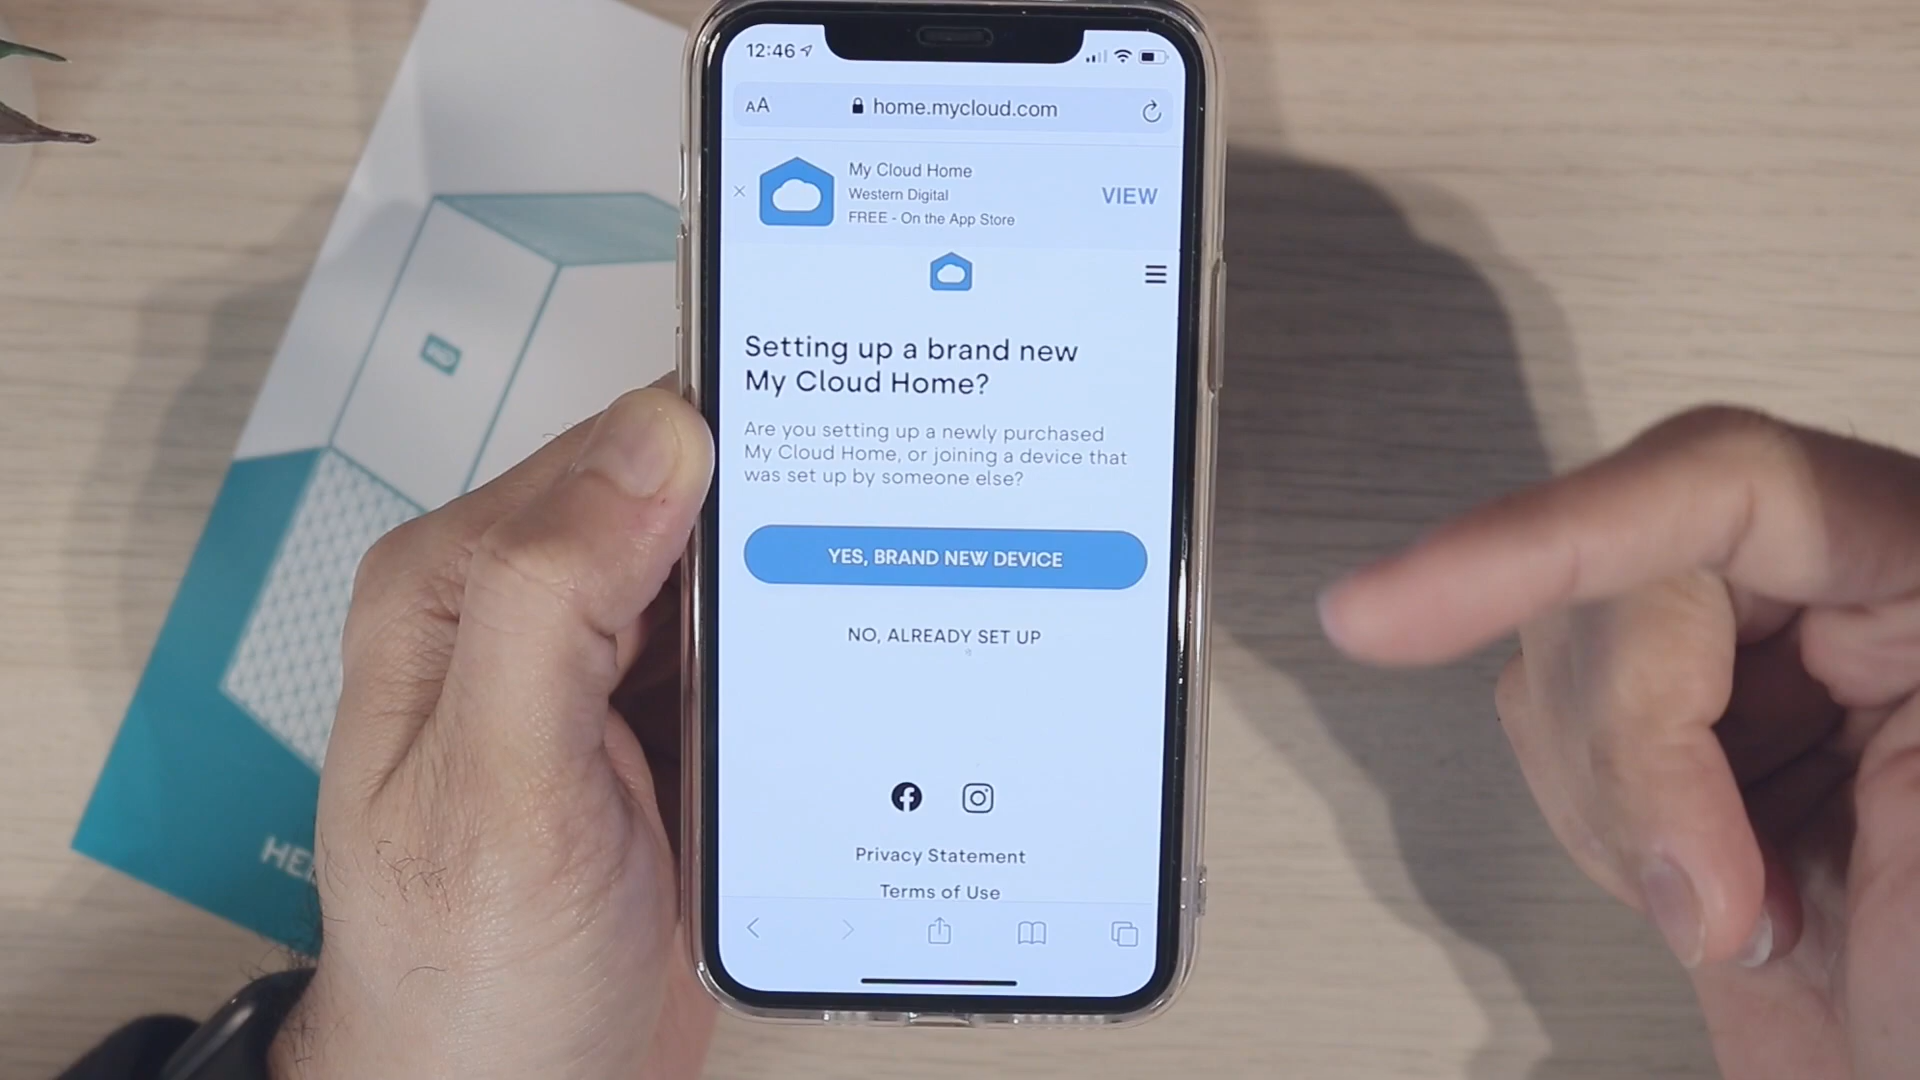 12:46
AA home.mycloud.com
My Cloud Home
Western Digital
FREE - On the App Store
VIEW
Setting up a brand new
My Cloud Home?
Are you setting up a newly purchased
My Cloud Home, or joining a device that
was set up by someone else?
YES, BRAND NEW DEVICE
NO, ALREADY SET UP
Privacy Statement
Terms of Use